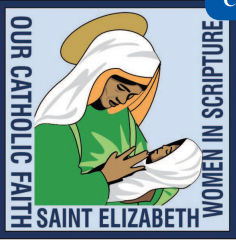 OUR CATHOLIC FAITH
SAINT ELIZABETH
WOMEN IN SCRIPTURE